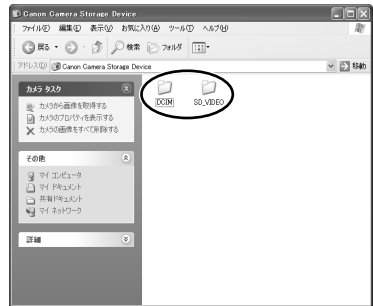 Canon Camera Storage Device
ファイル(F) 編集(E) 表示(V) お気に入り(A) ツール(T) ヘルプ(H)
戻る 検索 フォルダ
アドレス(D) Canon Camera Storage Device 移動
カメラ タスク
カメラから画像を取得する
カメラのプロパティを表示する
カメラの画像をすべて削除する
DCIM SD_VIDEO
その他
マイ コンピュータ
マイ ドキュメント
共有ドキュメント
マイ ネットワーク
詳細